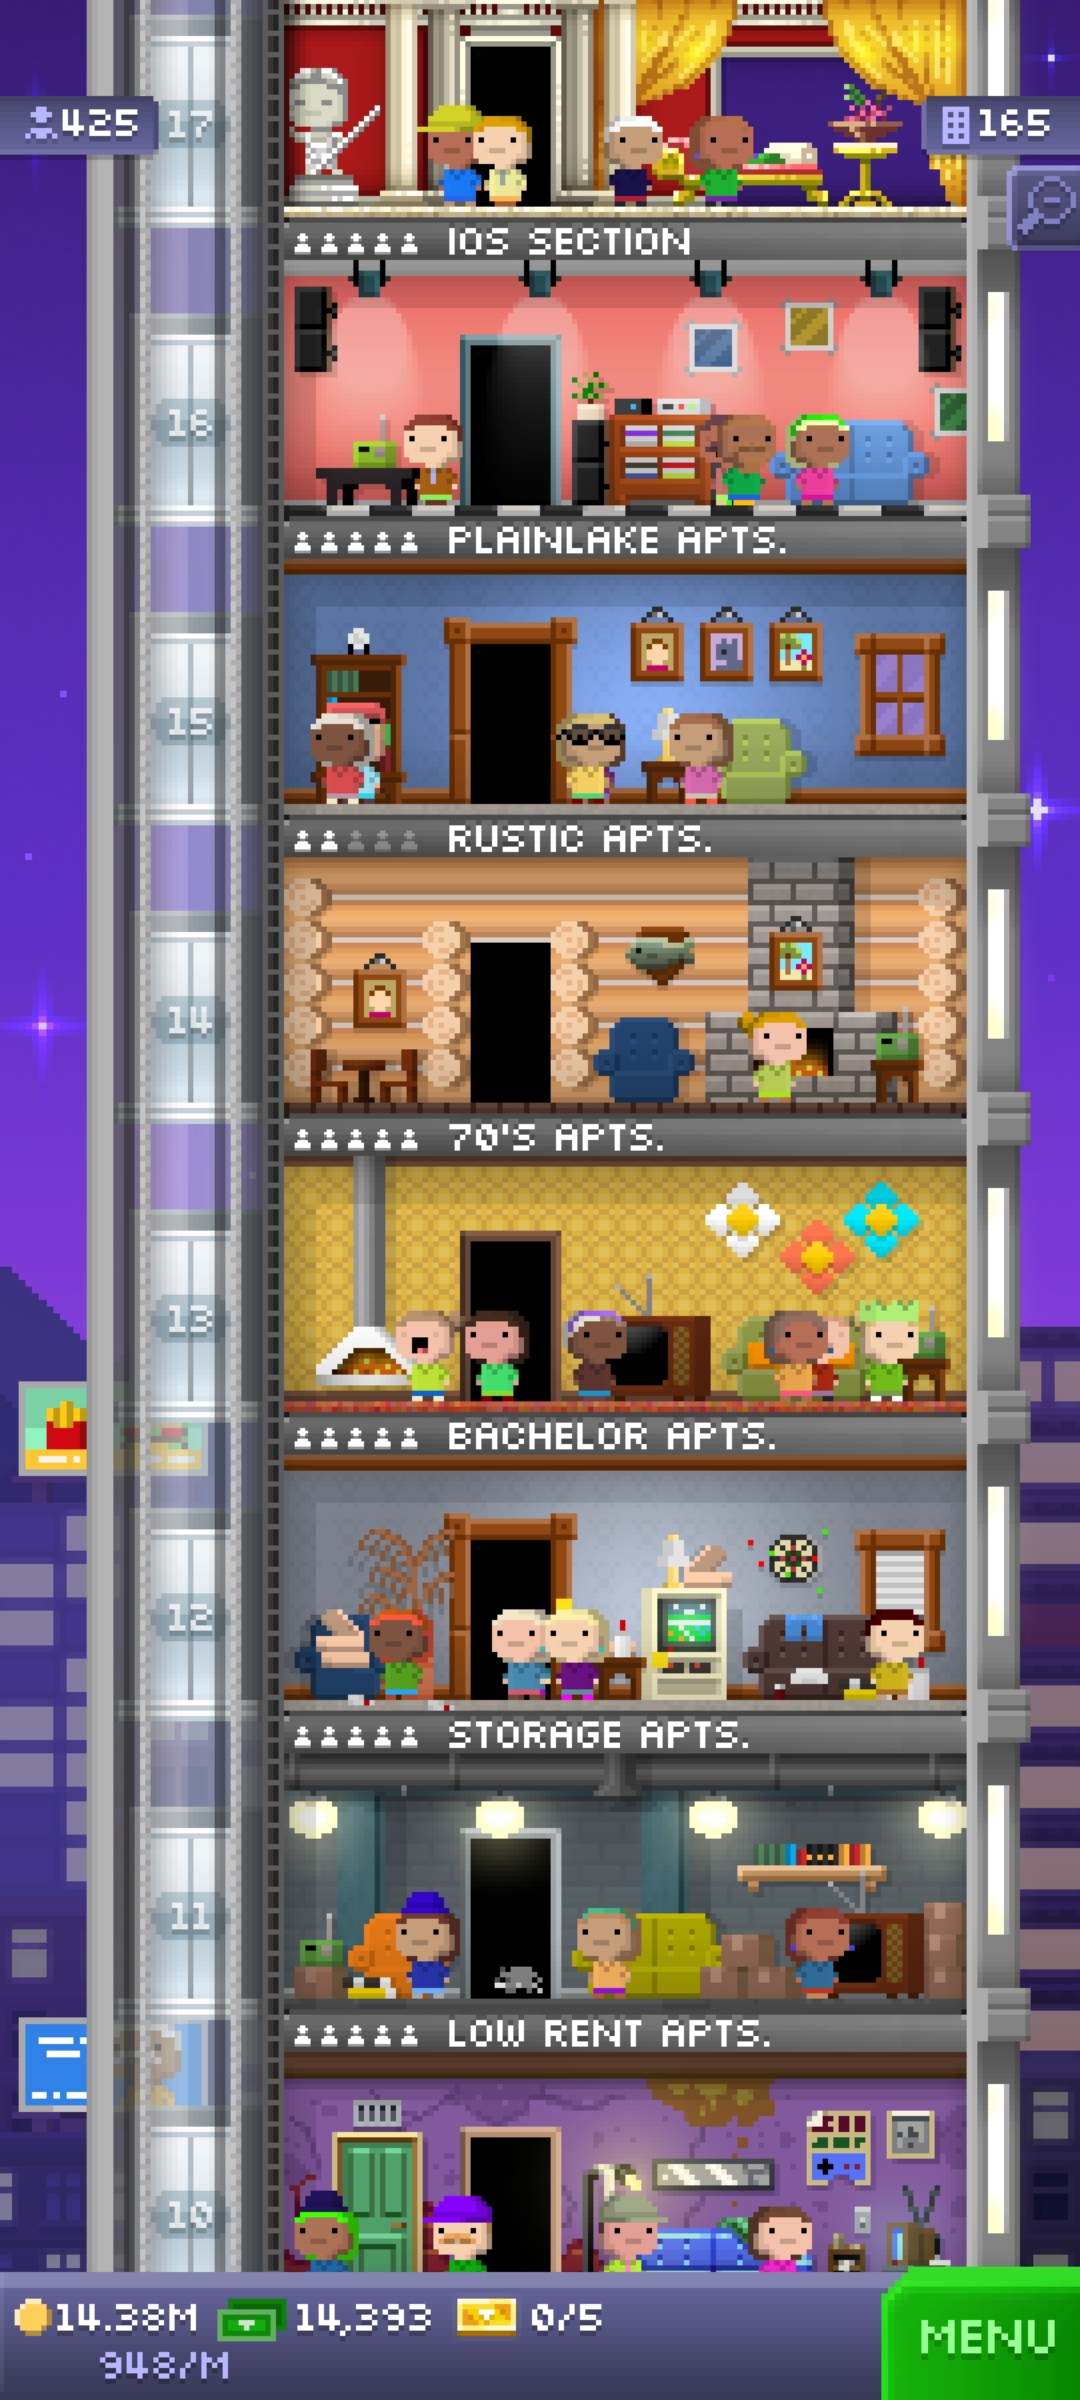 425
17
165
IOS SECTION
16
PLAINLAKE APTS.
15
RUSTIC APTS.
14
70'S APTS.
13
BACHELOR APTS.
12
STORAGE APTS.
11
LOW RENT APTS.
10
14.38M
14,393
0/5
948/M
MENU